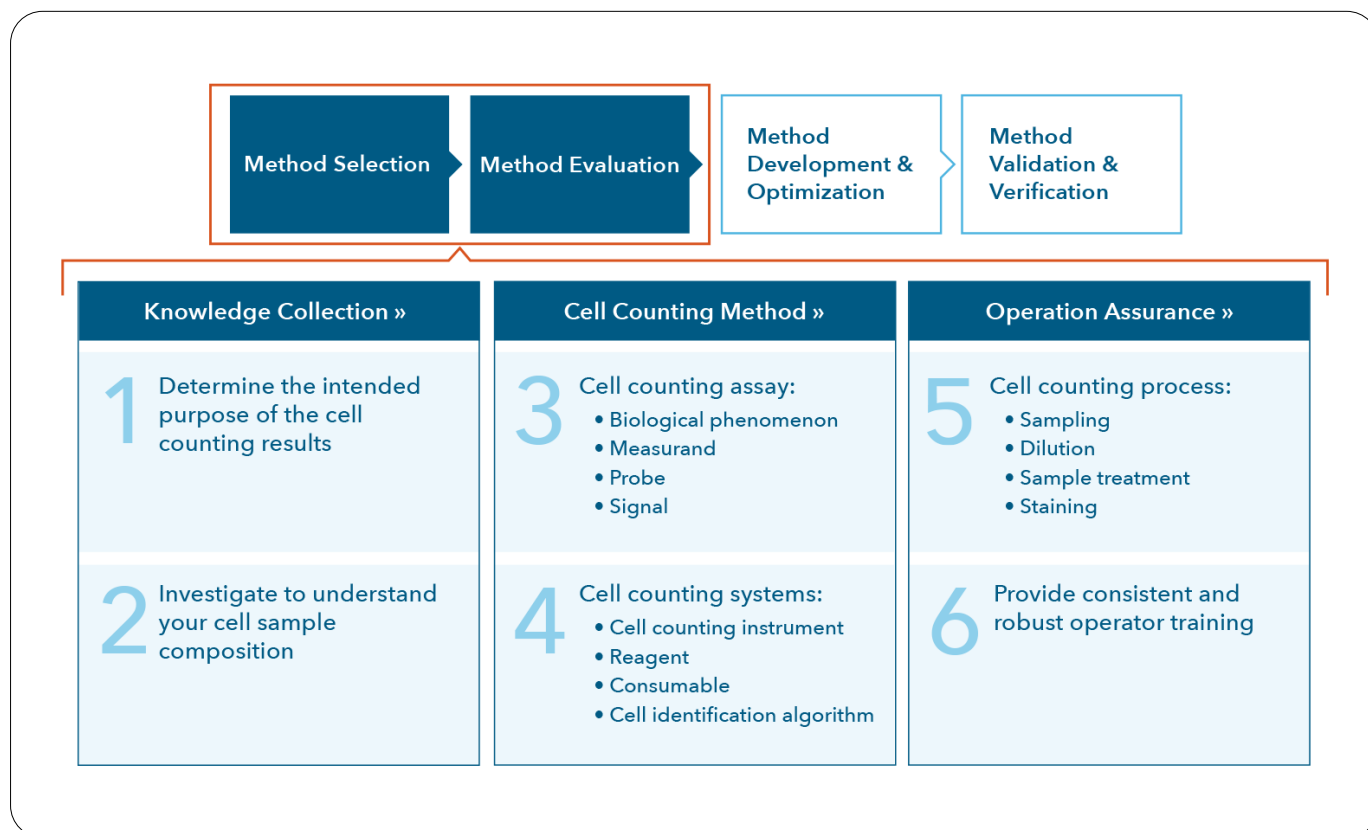 Method Selection
Method Evaluation
Method
Development &
Optimization
Method
Validation &
Verification
Knowledge Collection »
1
Determine the intended
purpose of the cell
counting results
2
Investigate to understand
your cell sample
composition
Cell Counting Method »
3
Cell counting assay:
• Biological phenomenon
• Measurand
• Probe
• Signal
4
Cell counting systems:
• Cell counting instrument
• Reagent
• Consumable
• Cell identification algorithm
Operation Assurance »
5
Cell counting process:
• Sampling
• Dilution
• Sample treatment
• Staining
6
Provide consistent and
robust operator training